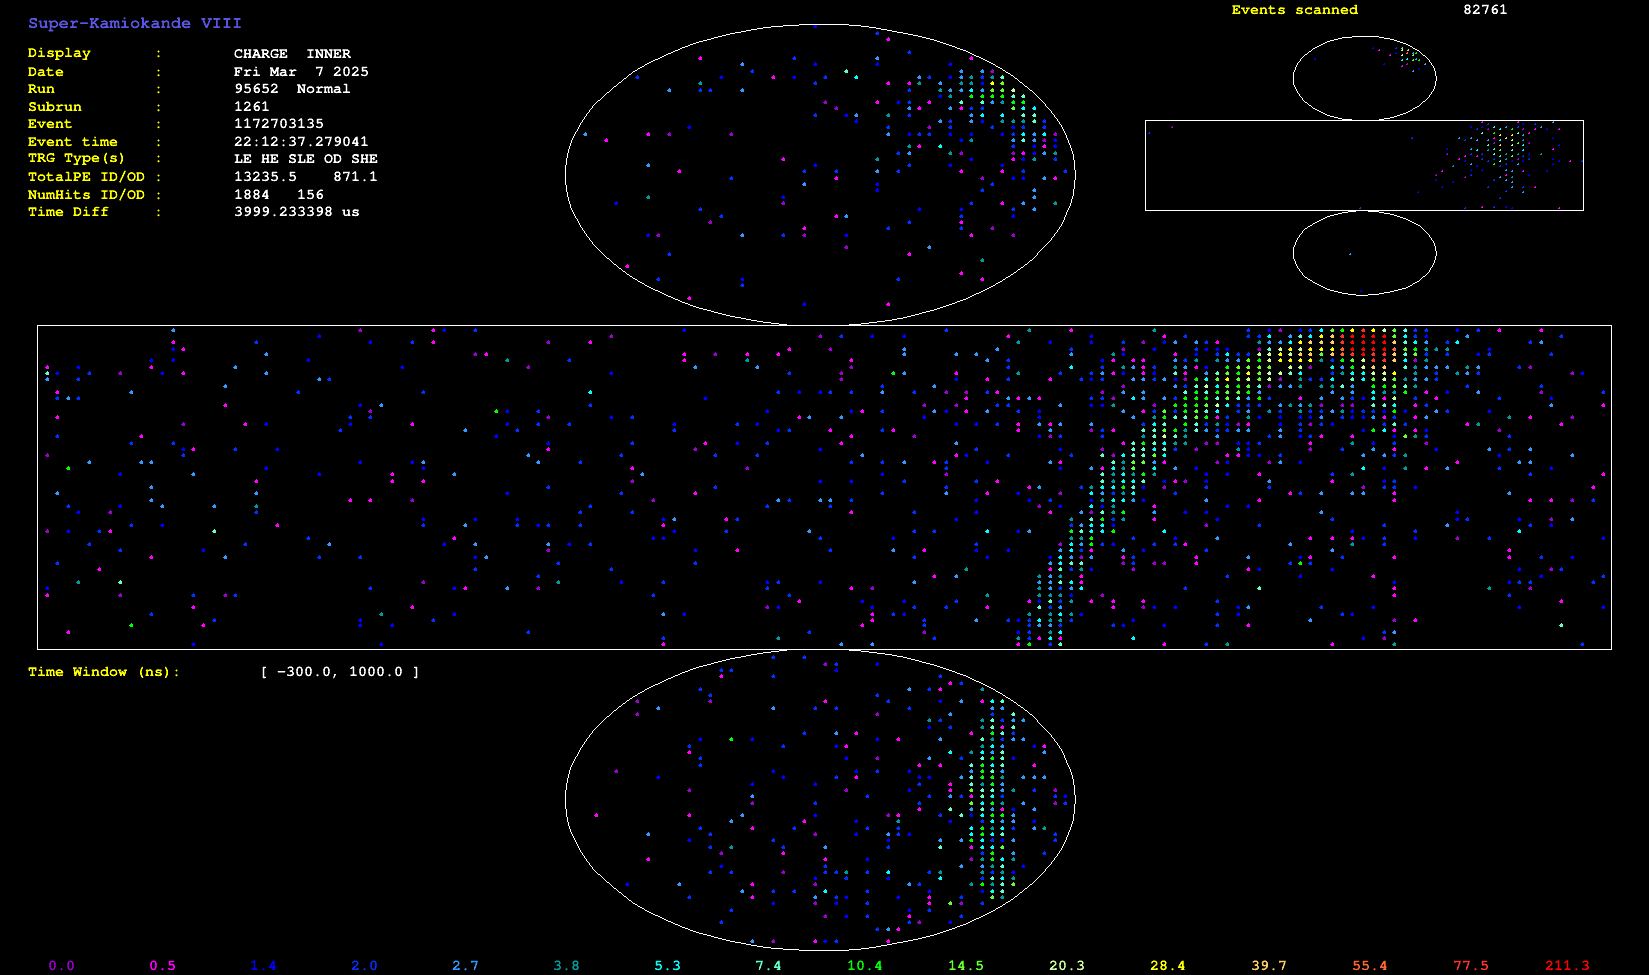 Super-Kamiokande VIII
Events scanned 82761
Display : CHARGE INNER
Date : Fri Mar 7 2025
Run : 95652 Normal
Subrun : 1261
Event : 1172703135
Event time : 22:12:37.279041
TRG Type(s) : LE HE SLE OD SHE
TotalPE ID/OD : 13235.5 871.1
NumHits ID/OD : 1884 156
Time Diff : 3999.233398 us
Time Window (ns): [ -300.0, 1000.0 ]
0.0 0.5 1.4 2.0 2.7 3.8 5.3 7.4 10.4 14.5 20.3 28.4 39.7 55.4 77.5 211.3